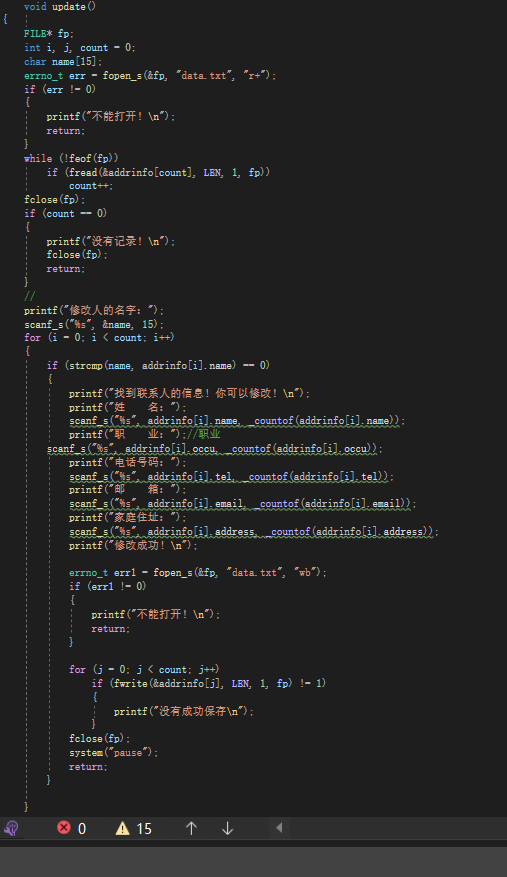 void update()
{
FILE* fp;
int i, j, count = 0;
char name[15];
errno_t err = fopen_s(&fp, "data.txt", "r+");
if (err != 0)
{
printf("不能打开！\n");
return;
}
while (!feof(fp))
if (fread(&addrinfo[count], LEN, 1, fp))
count++;
fclose(fp);
if (count == 0)
{
printf("没有记录！\n");
fclose(fp);
return;
}
//
printf("修改人的名字：");
scanf_s("%s", &name, 15);
for (i = 0; i < count; i++)
{
if (strcmp(name, addrinfo[i].name) == 0)
{
printf("找到联系人的信息！你可以修改！\n");
printf("姓    名：");
scanf_s("%s", addrinfo[i].name, _countof(addrinfo[i].name));
printf("职    业：");//职业
scanf_s("%s", addrinfo[i].occu, _countof(addrinfo[i].occu));
printf("电话号码：");
scanf_s("%s", addrinfo[i].tel, _countof(addrinfo[i].tel));
printf("邮    箱：");
scanf_s("%s", addrinfo[i].email, _countof(addrinfo[i].email));
printf("家庭住址：");
scanf_s("%s", addrinfo[i].address, _countof(addrinfo[i].address));
printf("修改成功！\n");
errno_t err1 = fopen_s(&fp, "data.txt", "wb");
if (err1 != 0)
{
printf("不能打开！\n");
return;
}
for (j = 0; j < count; j++)
if (fwrite(&addrinfo[j], LEN, 1, fp) != 1)
{
printf("没有成功保存\n");
}
fclose(fp);
system("pause");
return;
}
}
0 15